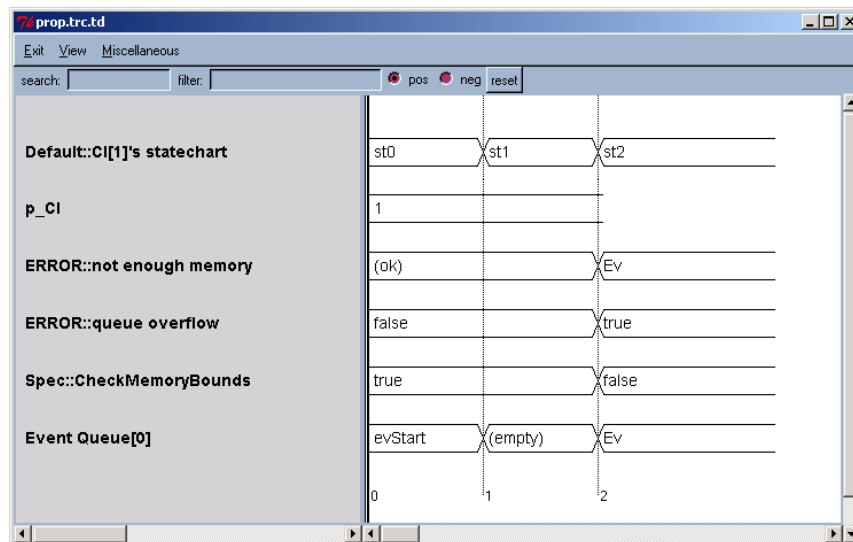 prop.trc.td
Exit View Miscellaneous
search: filter: pos neg reset
Default::Cl[1]'s statechart st0 st1 st2
p_Cl 1
ERROR::not enough memory (ok) Ev
ERROR::queue overflow false true
Spec::CheckMemoryBounds true false
Event Queue[0] evStart (empty) Ev
0 1 2